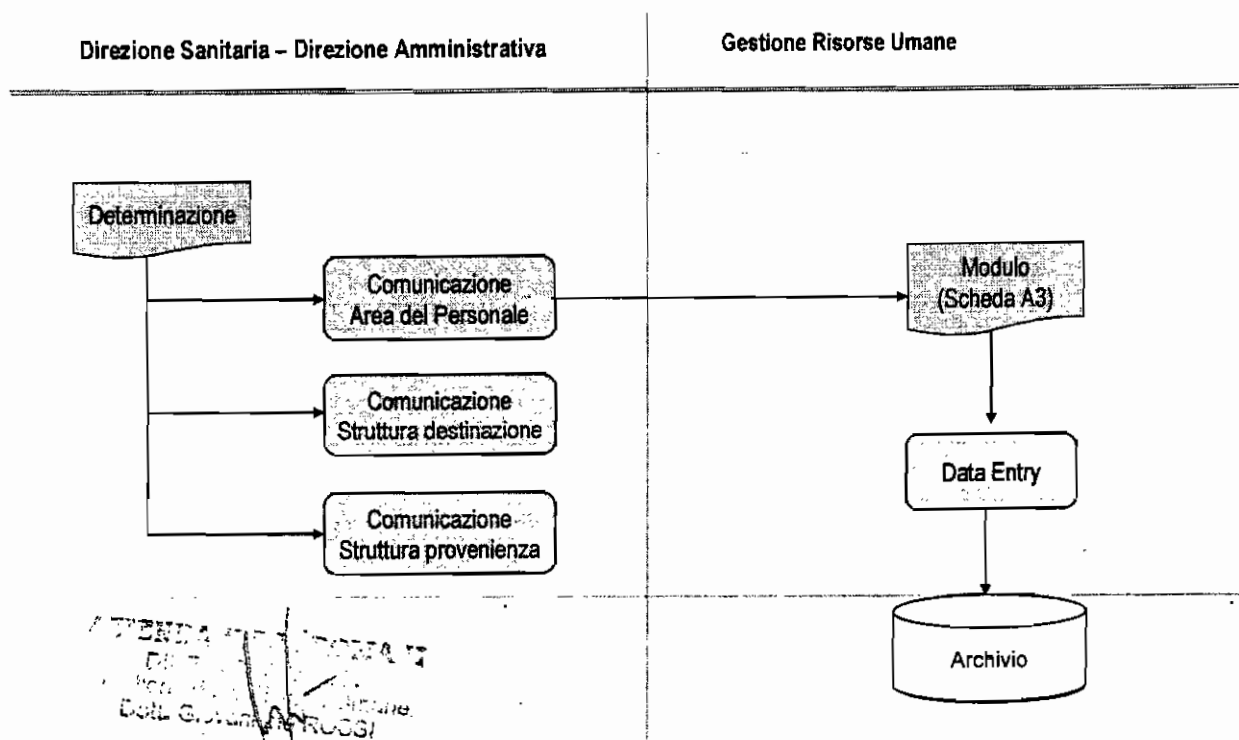 Direzione Sanitaria – Direzione Amministrativa
Gestione Risorse Umane
Determinazione
Comunicazione
Area del Personale
Modulo
(Scheda A3)
Comunicazione
Struttura destinazione
Data Entry
Comunicazione
Struttura provenienza
Archivio
ROSSI